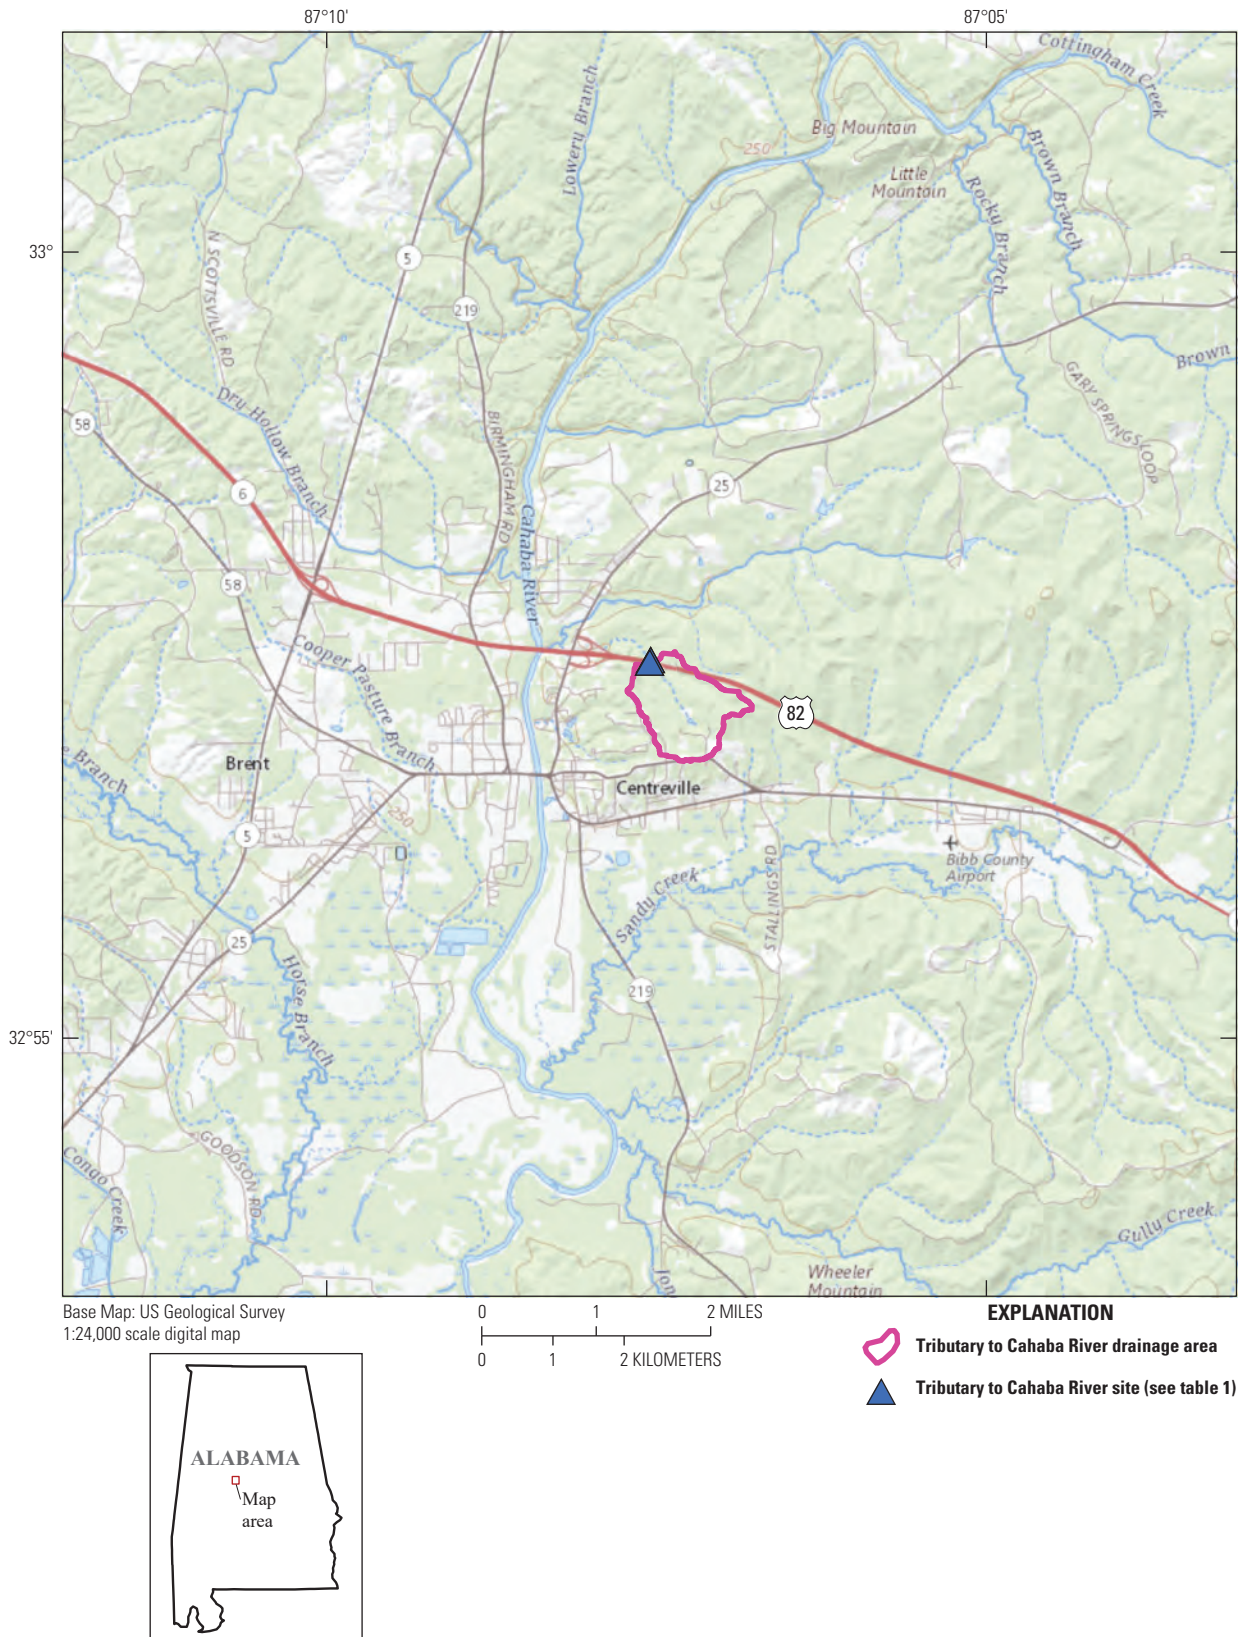 87°10'
87°05'
Cottingham Creek
Lowery Branch
Big Mountain
250
Brown Branch
Little
Mountain
Rocky Branch
33°
N SCOTTSVILLE RD
5
219
Brown
GARY SPRINGS LOOP
Dry Hollow Branch
58
BIRMINGHAM RD
6
25
Cahaba River
58
Cooper Pasture Branch
82
e Branch
Brent
Centreville
250
5
Bibb County
Airport
STALLINGS RD
Sandy Creek
25
Horse Branch
219
32°55'
GOODSON RD
Congo Creek
Gully Creek
Jon
Wheeler
Mountain
Base Map: US Geological Survey
1:24,000 scale digital map
0 1 2 MILES
0 1 2 KILOMETERS
EXPLANATION
Tributary to Cahaba River drainage area
Tributary to Cahaba River site (see table 1)
ALABAMA
Map
area